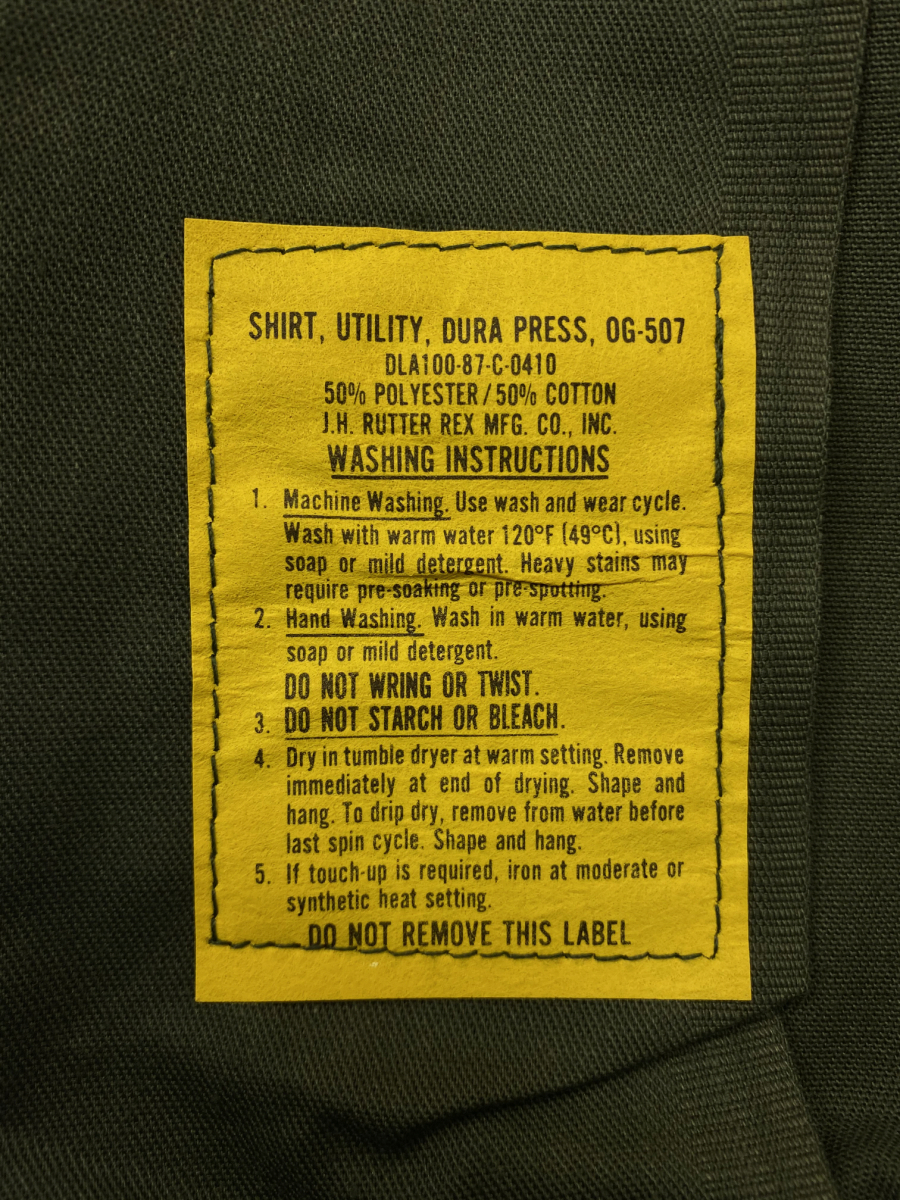 SHIRT, UTILITY, DURA PRESS, OG-507
DLA100-87-C-0410
50% POLYESTER/50% COTTON
J.H. RUTTER REX MFG. CO., INC.
WASHING INSTRUCTIONS
1. Machine Washing. Use wash and wear cycle.
Wash with warm water 120°F (49°C), using
soap or mild detergent. Heavy stains may
require pre-soaking or pre-spotting.
2. Hand Washing. Wash in warm water, using
soap or mild detergent.
DO NOT WRING OR TWIST.
3. DO NOT STARCH OR BLEACH.
4. Dry in tumble dryer at warm setting. Remove
immediately at end of drying. Shape and
hang. To drip dry, remove from water before
last spin cycle. Shape and hang.
5. If touch-up is required, iron at moderate or
synthetic heat setting.
DO NOT REMOVE THIS LABEL